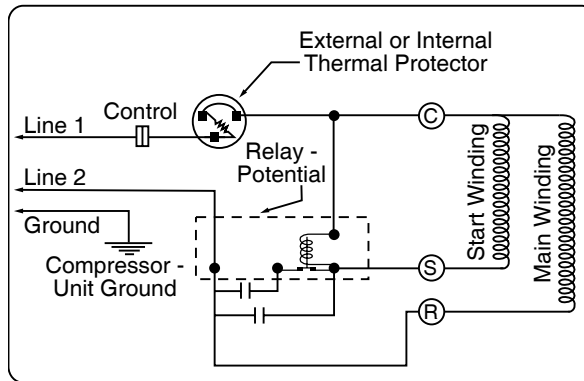 External or Internal
Thermal Protector
Control
Line 1
C
Relay -
Potential
Line 2
Ground
Compressor -
Unit Ground
S
R
Start Winding
Main Winding